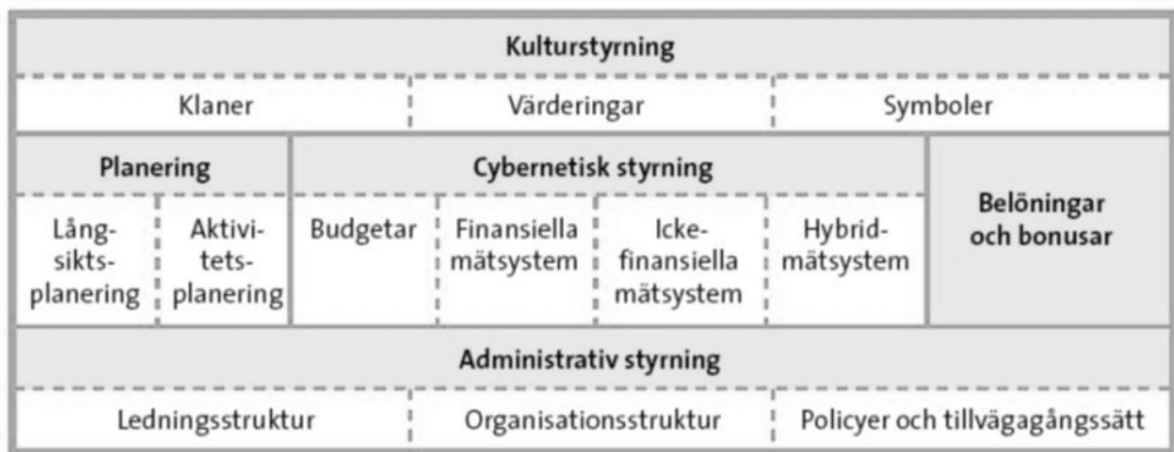 Kulturstyrning
Klaner
Värderingar
Symboler
Planering
Cybernetisk styrning
Belöningar
och bonusar
Lång-
sikts-
planering
Aktivi-
tets-
planering
Budgetar
Finansiella
mätsystem
Icke-
finansiella
mätsystem
Hybrid-
mätsystem
Administrativ styrning
Ledningsstruktur
Organisationsstruktur
Policyer och tillvägagångssätt